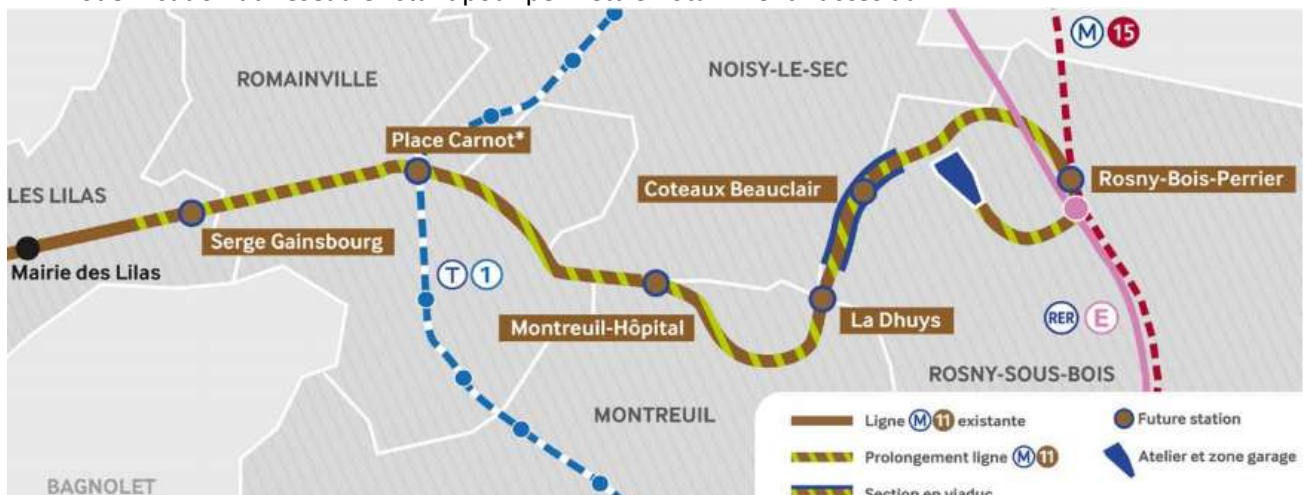 ROMAINVILLE
NOISY-LE-SEC
M 15
Place Carnot*
LES LILAS
Coteaux Beauclair
Rosny-Bois-Perrier
Serge Gainsbourg
Mairie des Lilas
T 1
Montreuil-Hôpital
La Dhuys
RER E
ROSNY-SOUS-BOIS
MONTREUIL
BAGNOLET
Ligne M 11 existante
Future station
Prolongement ligne M 11
Atelier et zone garage
Section en viaduc